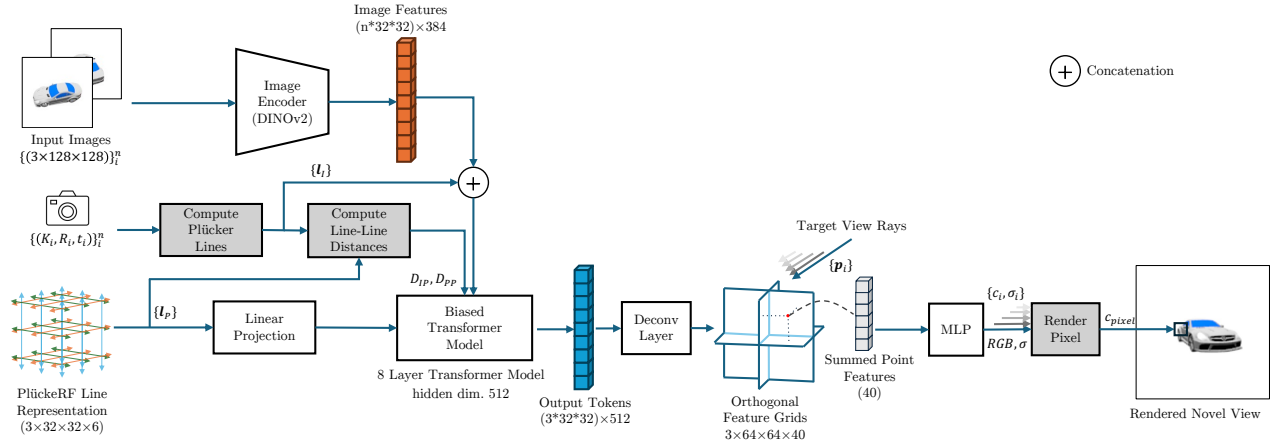 Image Features
(n*32*32)×384
Image
Encoder
(DINOv2)
+
Concatenation
Input Images
{(3×128×128)}ᵢⁿ
{𝒍_I}
+
{(Kᵢ, Rᵢ, tᵢ)}ᵢⁿ
Compute
Plücker
Lines
Compute
Line-Line
Distances
Target View Rays
{𝒑ᵢ}
D_IP, D_PP
{𝒍_P}
Linear
Projection
Biased
Transformer
Model
8 Layer Transformer Model
hidden dim. 512
Deconv
Layer
MLP
{cᵢ, σᵢ}
RGB, σ
Render
Pixel
c_pixel
Summed Point
Features
(40)
PlückeRF Line
Representation
(3×32×32×6)
Output Tokens
(3*32*32)×512
Orthogonal
Feature Grids
3×64×64×40
Rendered Novel View